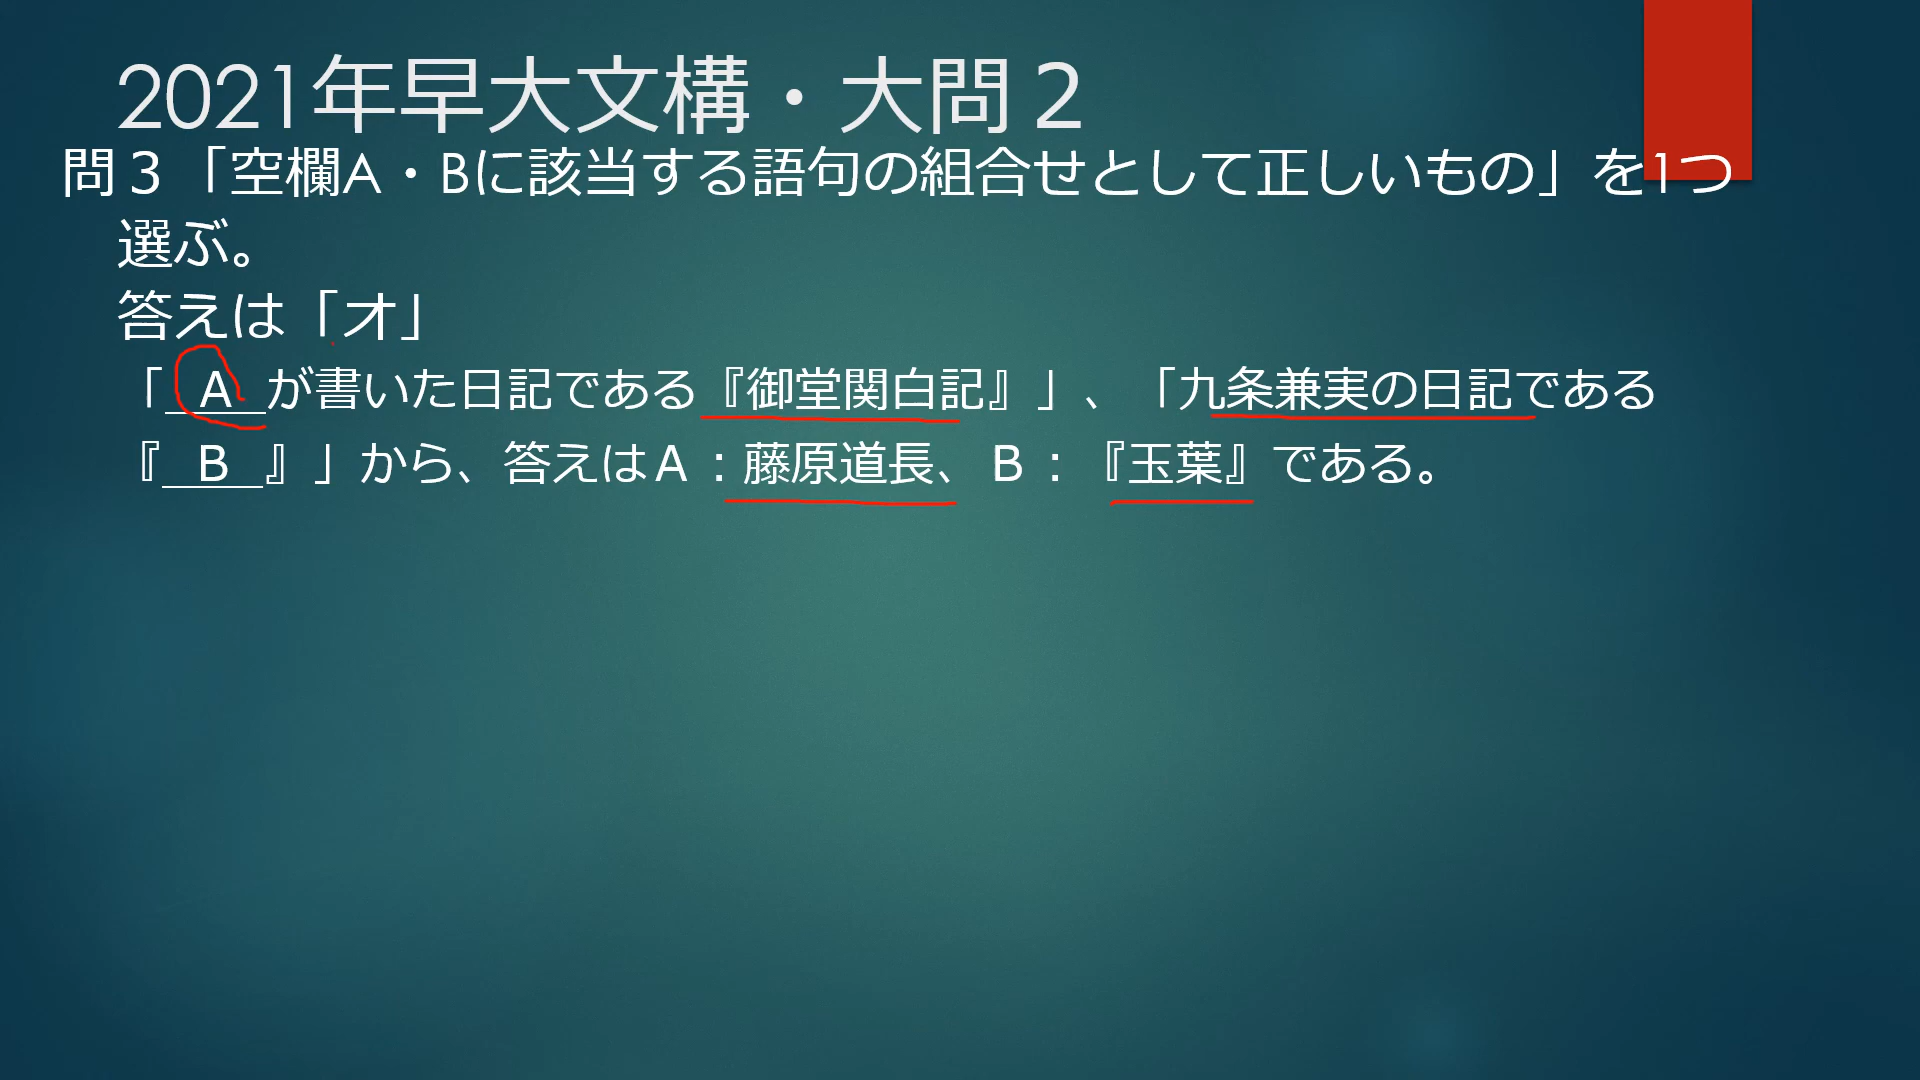 2021年早大文構・大問２
問３「空欄A・Bに該当する語句の組合せとして正しいもの」を1つ
選ぶ。
答えは「オ」
「　A　が書いた日記である『御堂関白記』」、「九条兼実の日記である
『　B　』」から、答えはＡ：藤原道長、Ｂ：『玉葉』である。